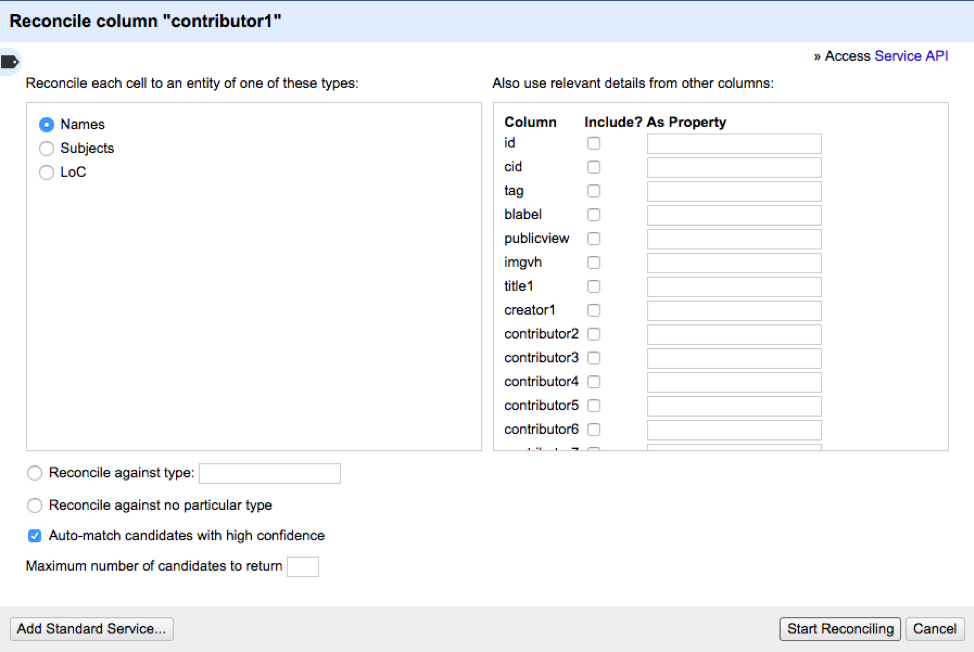 Reconcile column "contributor1"
» Access Service API
Reconcile each cell to an entity of one of these types:
Also use relevant details from other columns:
Names
Subjects
LoC
Column Include? As Property
id
cid
tag
blabel
publicview
imgvh
title1
creator1
contributor2
contributor3
contributor4
contributor5
contributor6
Reconcile against type:
Reconcile against no particular type
Auto-match candidates with high confidence
Maximum number of candidates to return
Add Standard Service...
Start Reconciling
Cancel